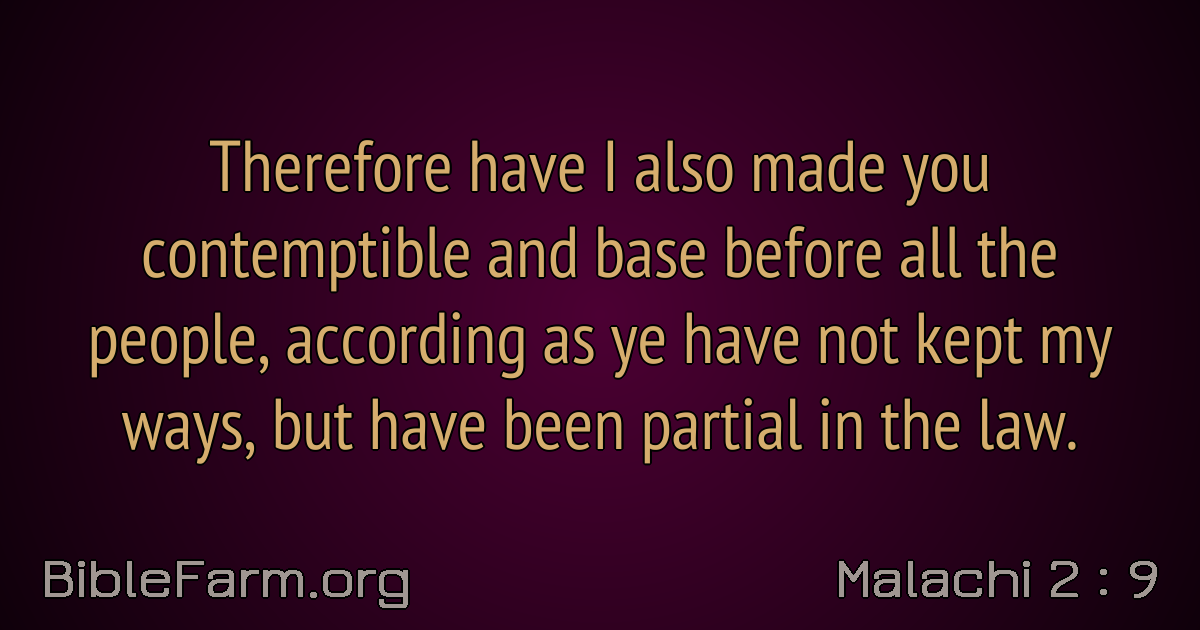 Therefore have I also made you
contemptible and base before all the
people, according as ye have not kept my
ways, but have been partial in the law.
BibleFarm.org
Malachi 2 : 9